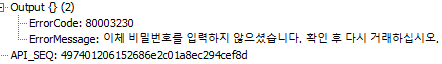 Output {} (2)
ErrorCode: 80003230
ErrorMessage: 이체 비밀번호를 입력하지 않으셨습니다. 확인 후 다시 거래하십시오.
API_SEQ: 497401206152686e2c01a8ec294cef8d